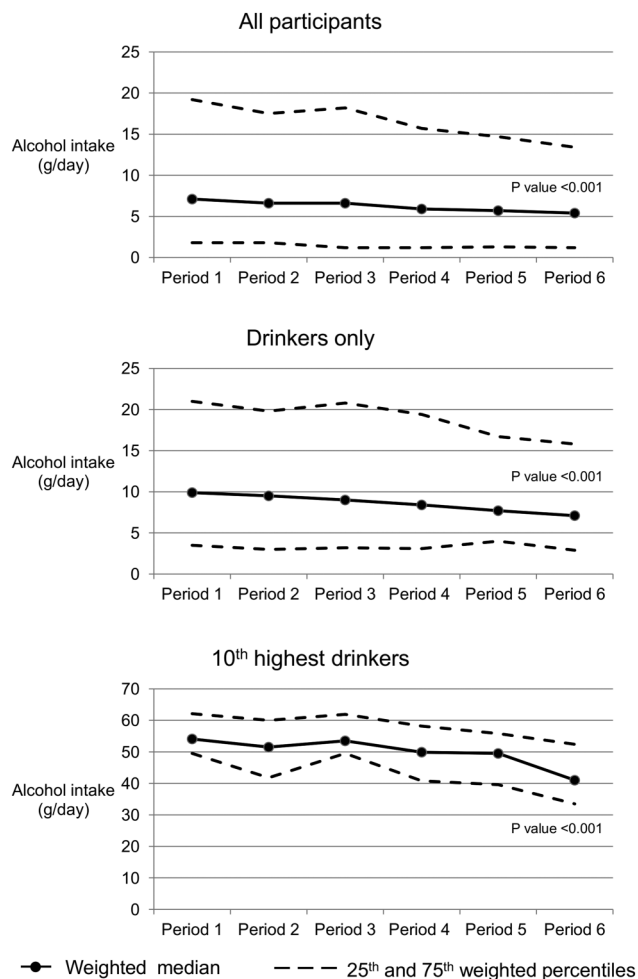 All participants
25
20
15
10
5
0
Alcohol intake
(g/day)
P value <0.001
Period 1 Period 2 Period 3 Period 4 Period 5 Period 6
Drinkers only
25
20
15
10
5
0
Alcohol intake
(g/day)
P value <0.001
Period 1 Period 2 Period 3 Period 4 Period 5 Period 6
10th highest drinkers
70
60
50
40
30
20
10
0
Alcohol intake
(g/day)
P value <0.001
Period 1 Period 2 Period 3 Period 4 Period 5 Period 6
Weighted median
25th and 75th weighted percentiles